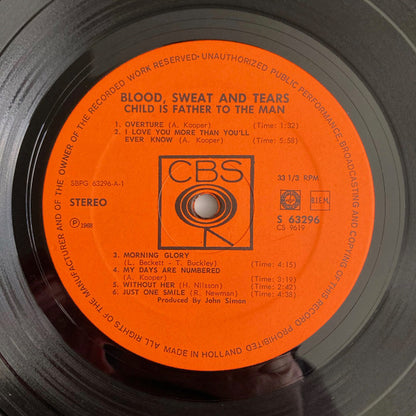 ALL RIGHTS OF THE MANUFACTURER AND OF THE OWNER OF THE RECORDED WORK RESERVED - UNAUTHORIZED PUBLIC PERFORMANCE, BROADCASTING AND COPYING OF THIS RECORD PROHIBITED
BLOOD, SWEAT AND TEARS
CHILD IS FATHER TO THE MAN
1. OVERTURE (A. Kooper) (Time: 1:32)
2. I LOVE YOU MORE THAN YOU'LL
EVER KNOW (A. Kooper) (Time: 5:58)
CBS
SBPG 63296-A-1
33 1/3 RPM
STEREO
B.I.E.M.
S 63296
CS 9619
℗ 1968
3. MORNING GLORY
(L. Beckett - T. Buckley) (Time: 4:15)
4. MY DAYS ARE NUMBERED
(A. Kooper) (Time: 3:19)
5. WITHOUT HER (H. Nilsson) (Time: 2:42)
6. JUST ONE SMILE (R. Newman) (Time: 4:38)
Produced By John Simon
MADE IN HOLLAND